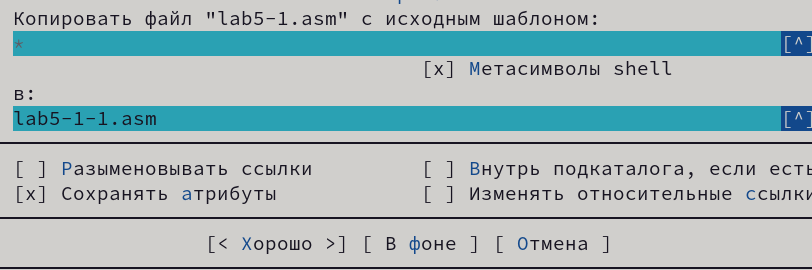 Копировать файл "lab5-1.asm" с исходным шаблоном:
* [^]
[x] Метасимволы shell
в:
lab5-1-1.asm [^]
[ ] Разыменовывать ссылки [ ] Внутрь подкаталога, если есть
[x] Сохранять атрибуты [ ] Изменять относительные ссылки
[< Хорошо >] [ В фоне ] [ Отмена ]